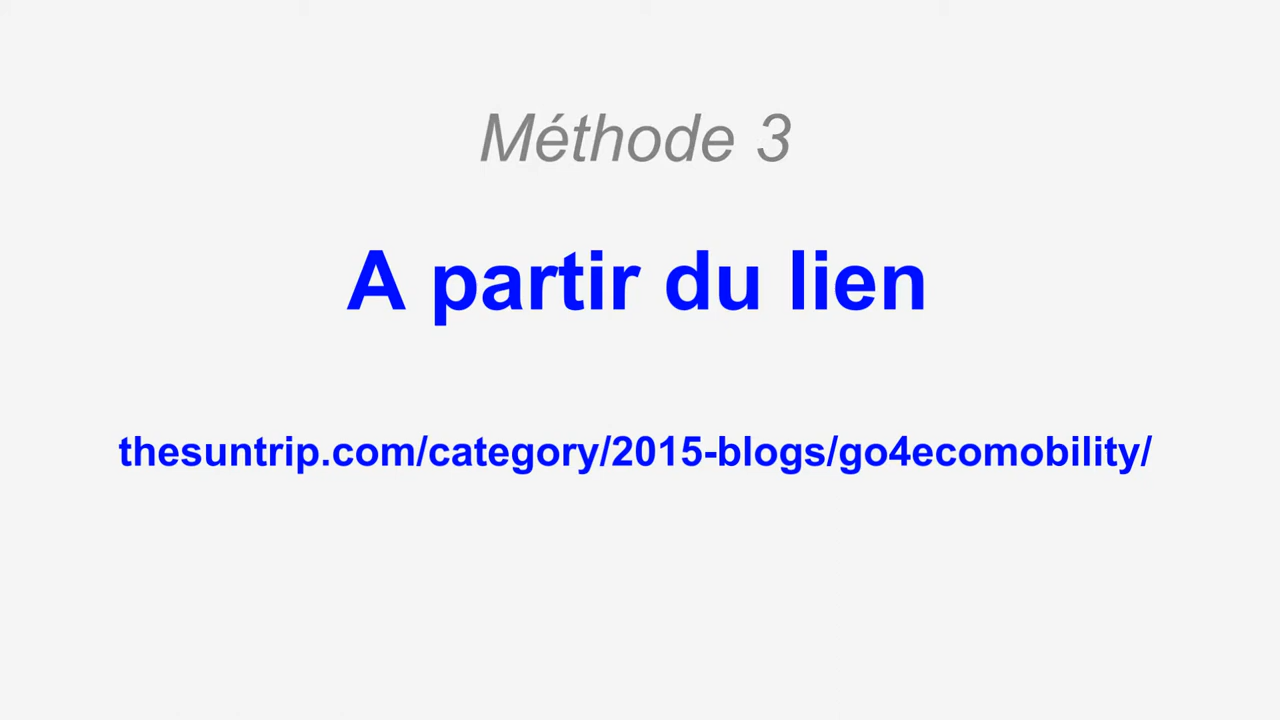 Méthode 3
A partir du lien
thesuntrip.com/category/2015-blogs/go4ecomobility/